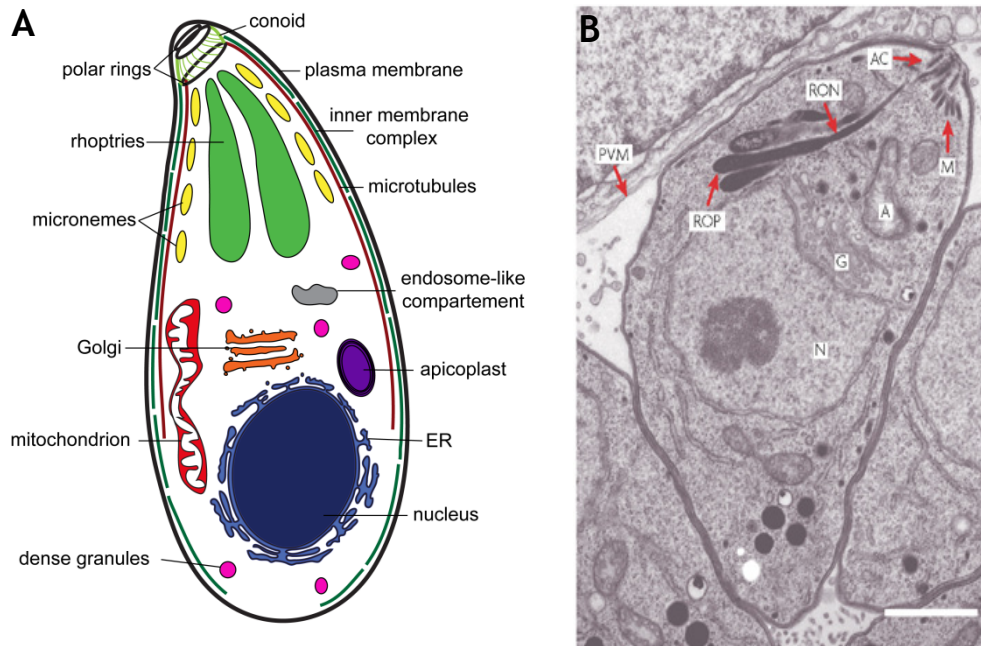 A
conoid
polar rings
plasma membrane
inner membrane
complex
rhoptries
microtubules
micronemes
endosome-like
compartement
Golgi
apicoplast
mitochondrion
ER
nucleus
dense granules
B
AC
RON
PVM
M
ROP
A
G
N